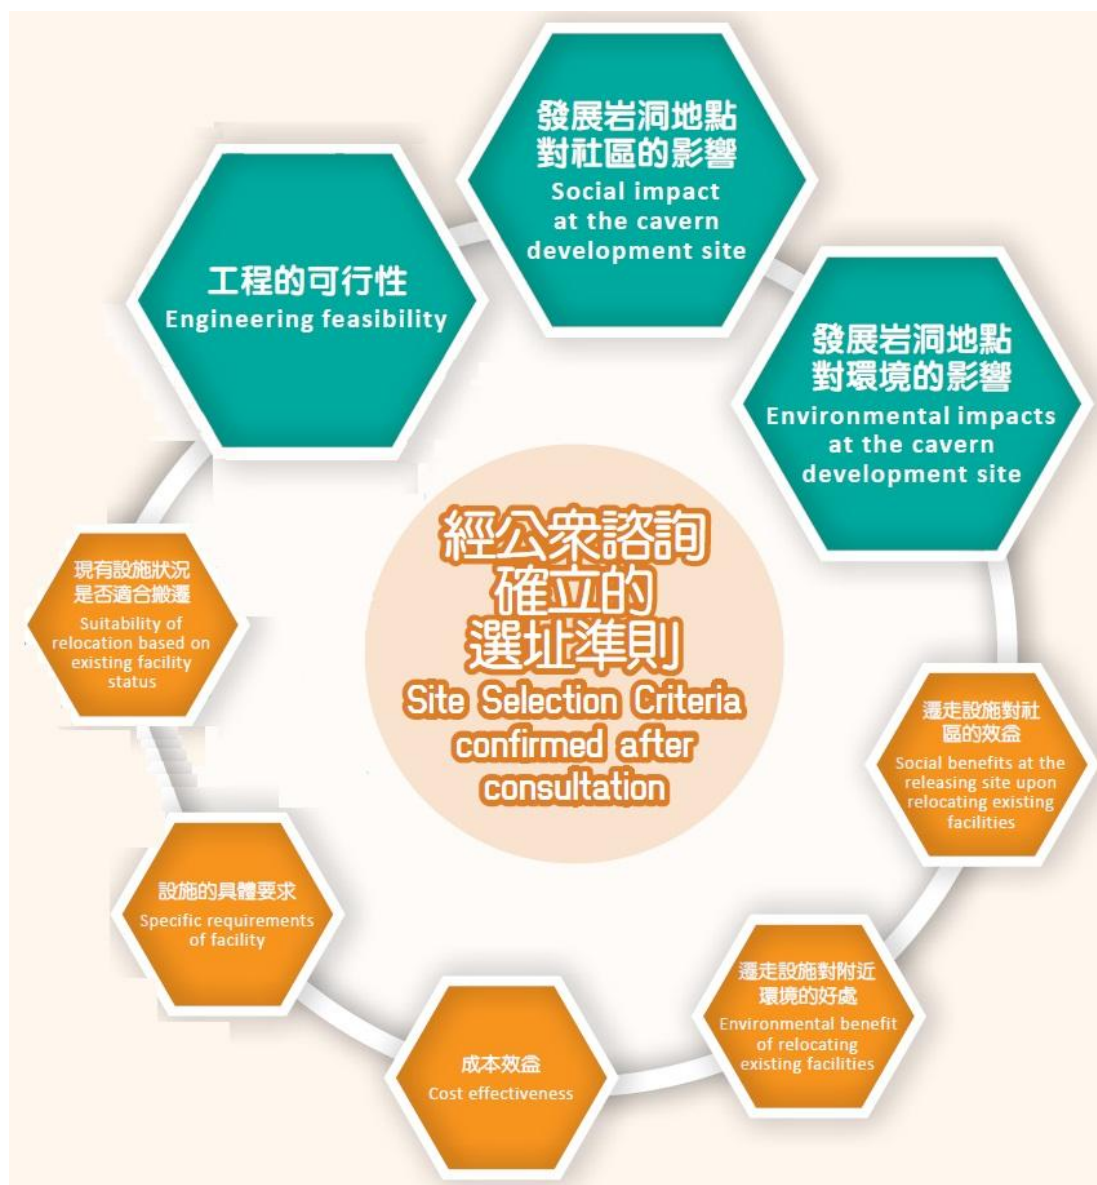 發展岩洞地點
對社區的影響
Social impact
at the cavern
development site
工程的可行性
Engineering feasibility
發展岩洞地點
對環境的影響
Environmental impacts
at the cavern
development site
經公眾諮詢
確立的
選址準則
Site Selection Criteria
confirmed after
consultation
現有設施狀況
是否適合搬遷
Suitability of
relocation based on
existing facility
status
遷走設施對社
區的效益
Social benefits at the
releasing site upon
relocating existing
facilities
設施的具體要求
Specific requirements
of facility
遷走設施對附近
環境的好處
Environmental benefit
of relocating
existing facilities
成本效益
Cost effectiveness